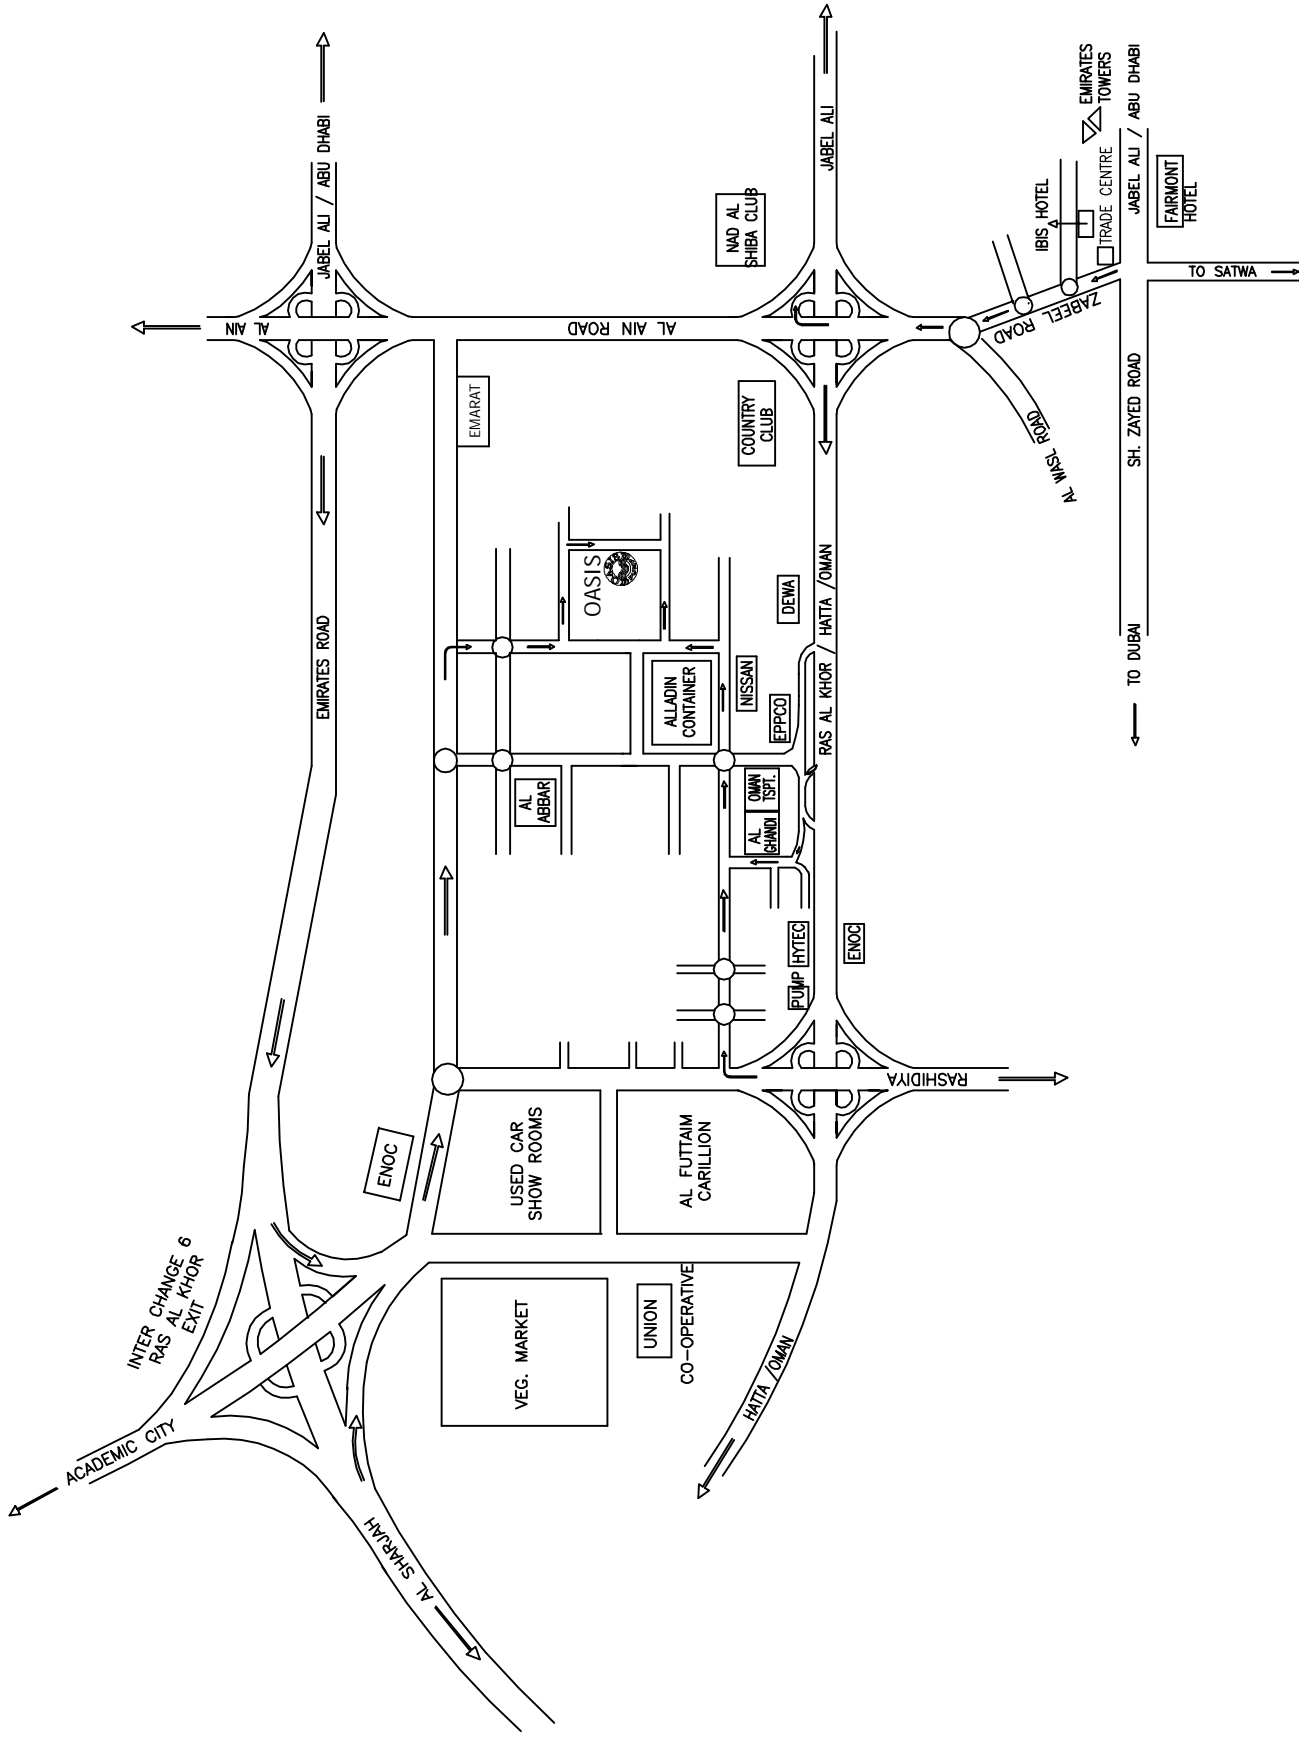 JABEL ALI / ABU DHABI
AL AIN
JABEL ALI
EMIRATES
TOWERS
TRADE CENTRE
IBIS HOTEL
JABEL ALI / ABU DHABI
FAIRMONT
HOTEL
TO SATWA
ZABEEL ROAD
NAD AL
SHIBA CLUB
AL AIN ROAD
EMARAT
COUNTRY
CLUB
AL WASL ROAD
SH. ZAYED ROAD
TO DUBAI
EMIRATES ROAD
OASIS
DEWA
RAS AL KHOR / HATTA /OMAN
ALLADIN
CONTAINER
NISSAN
EPPCO
AL
ABBAR
OMAN
TSPT.
AL
GHANDI
HYTEC
PUMP
ENOC
RASHIDIYA
ENOC
USED CAR
SHOW ROOMS
AL FUTTAIM
CARILLION
INTER CHANGE 6
RAS AL KHOR
EXIT
VEG. MARKET
UNION
CO-OPERATIVE
HATTA /OMAN
ACADEMIC CITY
AL SHARJAH